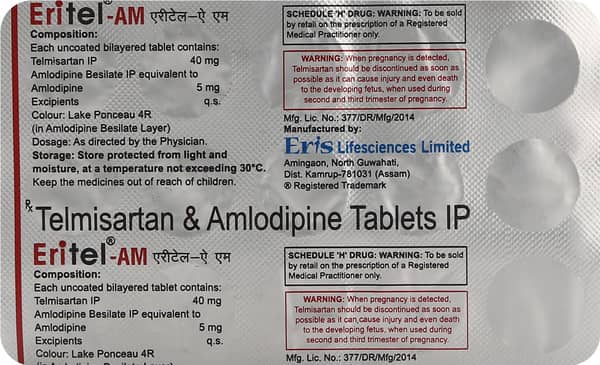 Eritel®-AM एरीटेल-ऐ एम
Composition:
Each uncoated bilayered tablet contains:
Telmisartan IP 40 mg
Amlodipine Besilate IP equivalent to
Amlodipine 5 mg
Excipients q.s.
Colour: Lake Ponceau 4R
(in Amlodipine Besilate Layer)
Dosage: As directed by the Physician.
Storage: Store protected from light and
moisture, at a temperature not exceeding 30°C.
Keep the medicines out of reach of children.
SCHEDULE 'H' DRUG: WARNING: To be sold
by retail on the prescription of a Registered
Medical Practitioner only.
WARNING: When pregnancy is detected,
Telmisartan should be discontinued as soon as
possible as it can cause injury and even death
to the developing fetus, when used during
second and third trimester of pregnancy.
Mfg. Lic. No.: 377/DR/Mfg/2014
Manufactured by:
Eris Lifesciences Limited
Amingaon, North Guwahati,
Dist. Kamrup-781031 (Assam)
® Registered Trademark
℞ Telmisartan & Amlodipine Tablets IP
Eritel®-AM एरीटेल-ऐ एम
Composition:
Each uncoated bilayered tablet contains:
Telmisartan IP 40 mg
Amlodipine Besilate IP equivalent to
Amlodipine 5 mg
Excipients q.s.
Colour: Lake Ponceau 4R
(in Amlodipine Besilate Layer)
SCHEDULE 'H' DRUG: WARNING: To be sold
by retail on the prescription of a Registered
Medical Practitioner only.
WARNING: When pregnancy is detected,
Telmisartan should be discontinued as soon as
possible as it can cause injury and even death
to the developing fetus, when used during
second and third trimester of pregnancy.
Mfg. Lic. No.: 377/DR/Mfg/2014